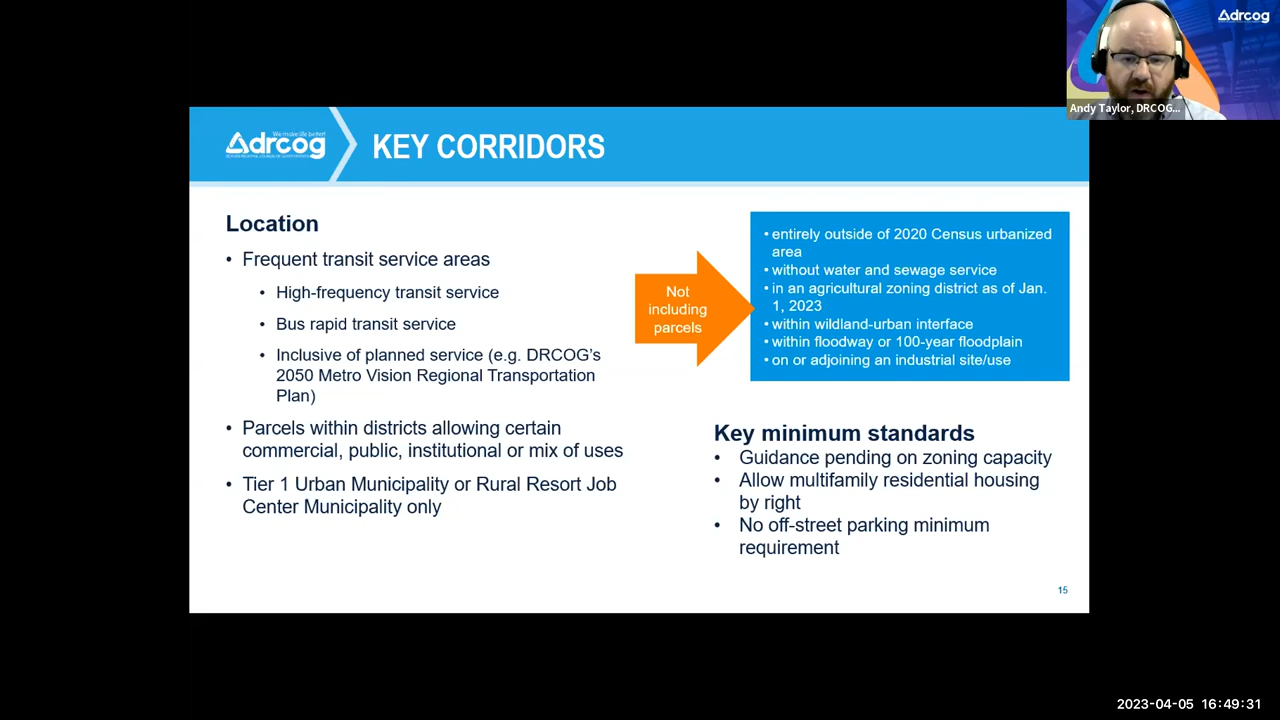 Adrcog
Andy Taylor, DRCOG...
We make life better!
drcog
KEY CORRIDORS
Location
• Frequent transit service areas
• High-frequency transit service
• Bus rapid transit service
• Inclusive of planned service (e.g. DRCOG's
2050 Metro Vision Regional Transportation
Plan)
• Parcels within districts allowing certain
commercial, public, institutional or mix of uses
• Tier 1 Urban Municipality or Rural Resort Job
Center Municipality only
Not
including
parcels
• entirely outside of 2020 Census urbanized
area
• without water and sewage service
• in an agricultural zoning district as of Jan.
1, 2023
• within wildland-urban interface
• within floodway or 100-year floodplain
• on or adjoining an industrial site/use
Key minimum standards
• Guidance pending on zoning capacity
• Allow multifamily residential housing
by right
• No off-street parking minimum
requirement
15
2023-04-05 16:49:31